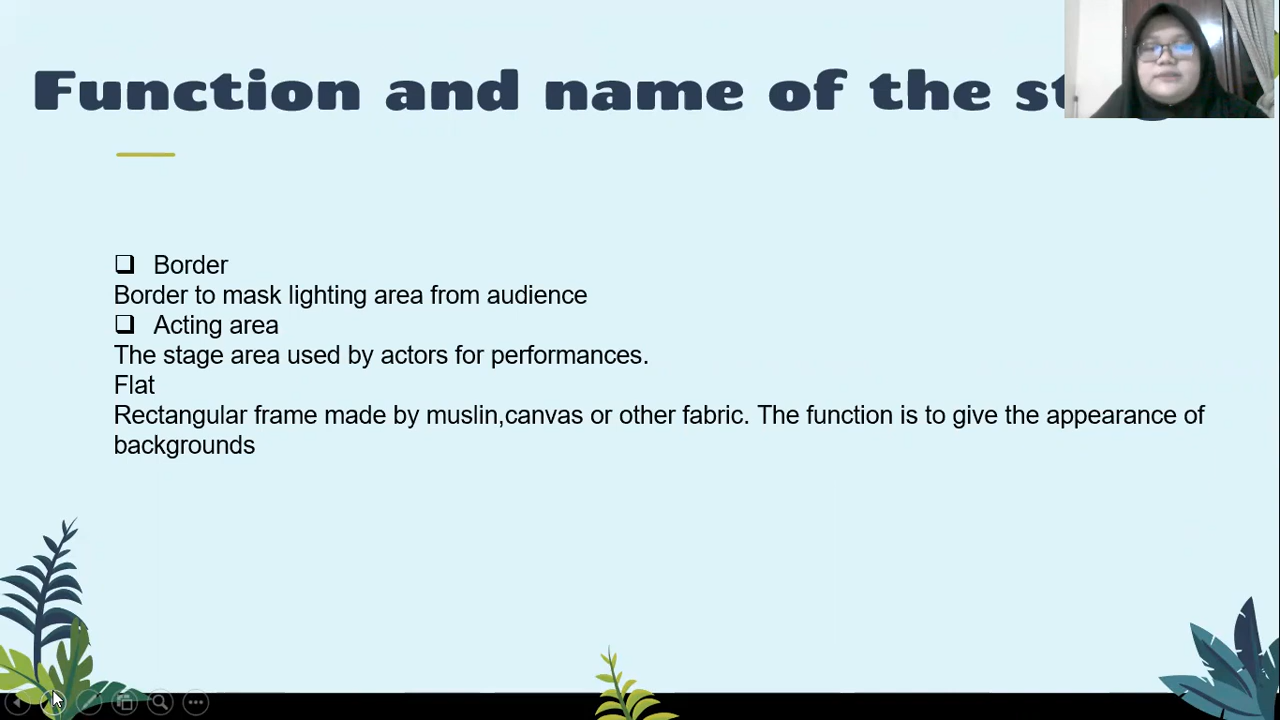 Function and name of the
Border
Border to mask lighting area from audience
Acting area
The stage area used by actors for performances.
Flat
Rectangular frame made by muslin,canvas or other fabric. The function is to give the appearance of
backgrounds